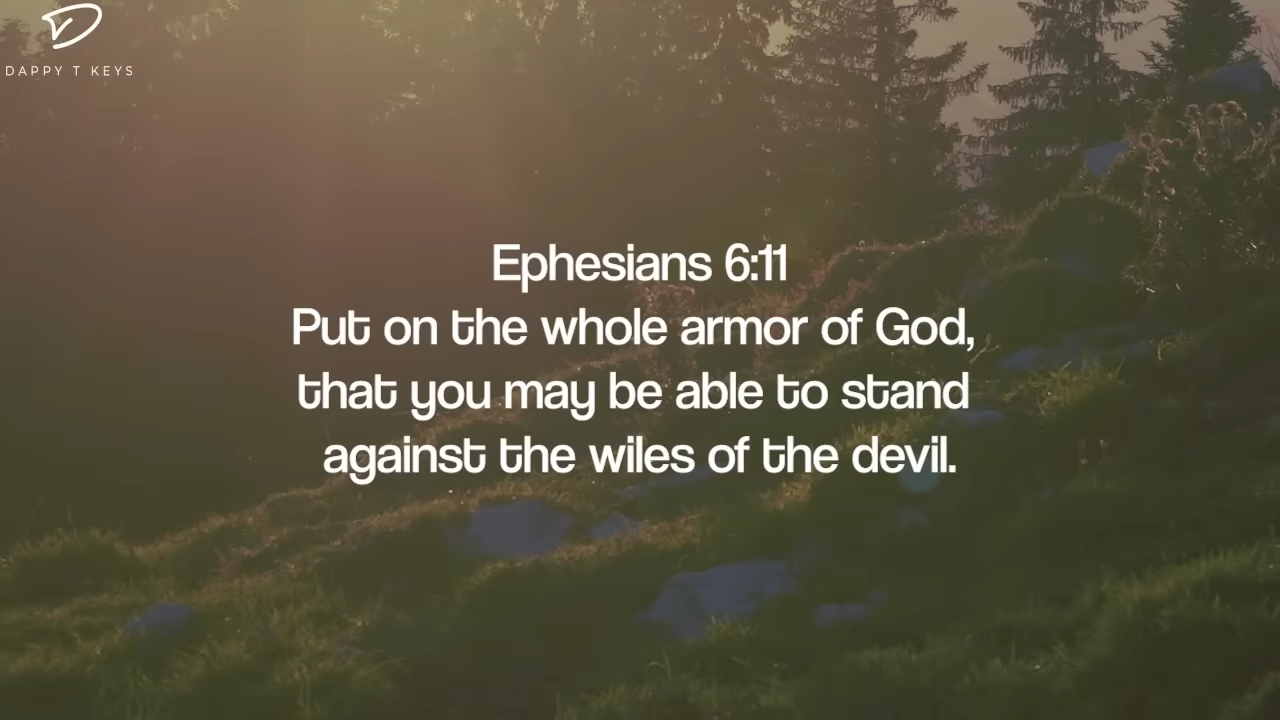 DAPPY T KEYS
Ephesians 6:11
Put on the whole armor of God,
that you may be able to stand
against the wiles of the devil.